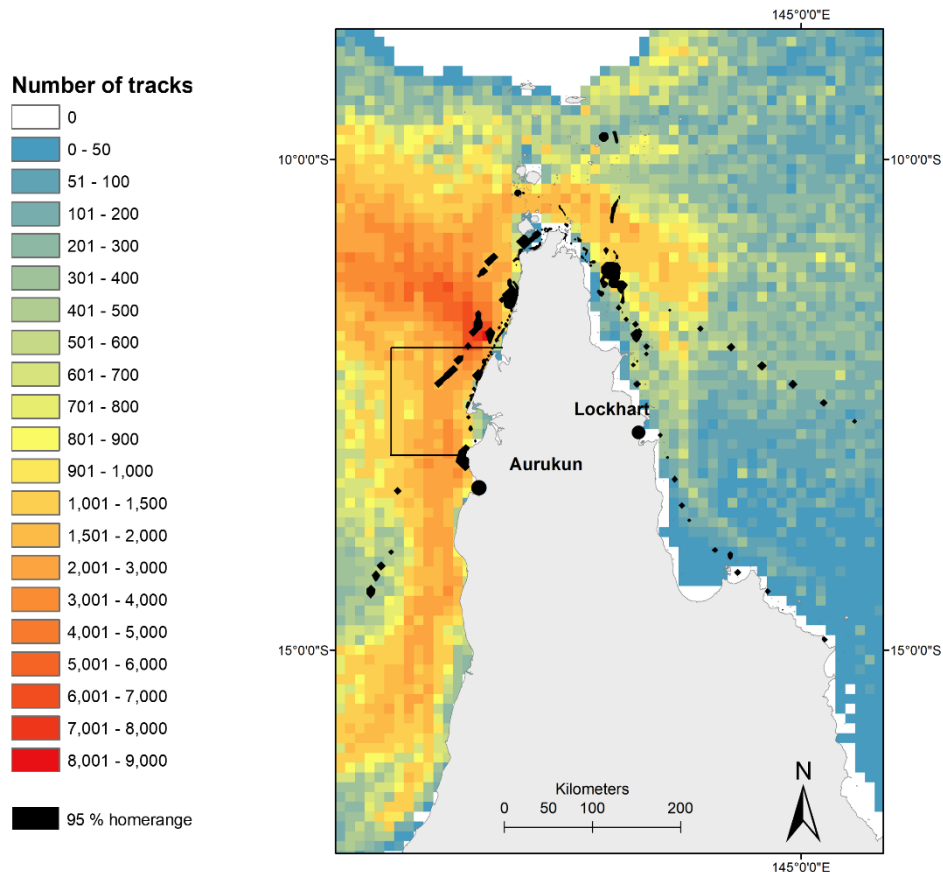 145°0'0"E
Number of tracks
0
0 - 50
51 - 100
101 - 200
201 - 300
301 - 400
401 - 500
501 - 600
601 - 700
701 - 800
801 - 900
901 - 1,000
1,001 - 1,500
1,501 - 2,000
2,001 - 3,000
3,001 - 4,000
4,001 - 5,000
5,001 - 6,000
6,001 - 7,000
7,001 - 8,000
8,001 - 9,000
95 % homerange
10°0'0"S
10°0'0"S
Lockhart
Aurukun
15°0'0"S
15°0'0"S
Kilometers
0 50 100 200
N
145°0'0"E